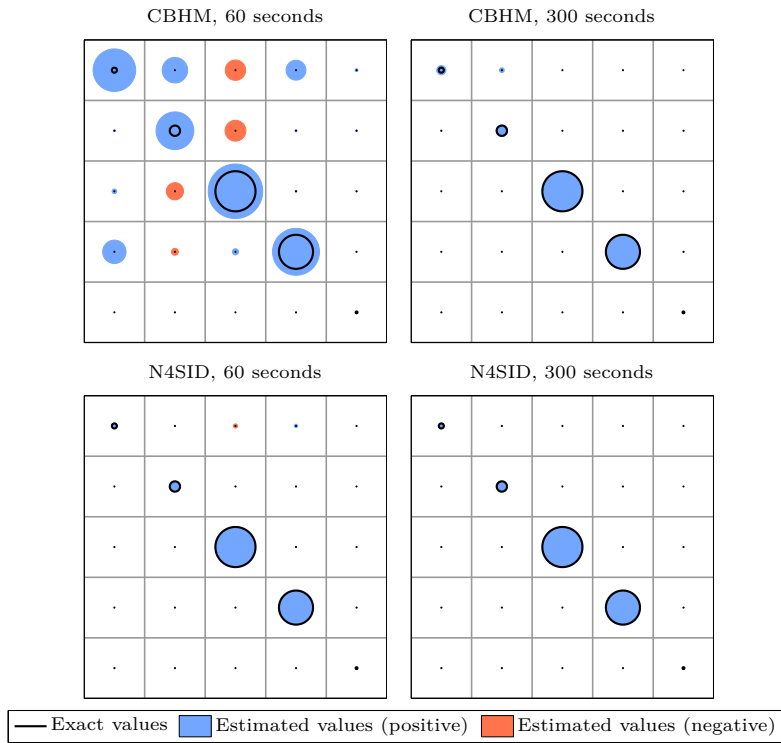 CBHM, 60 seconds
CBHM, 300 seconds
N4SID, 60 seconds
N4SID, 300 seconds
Exact values
Estimated values (positive)
Estimated values (negative)